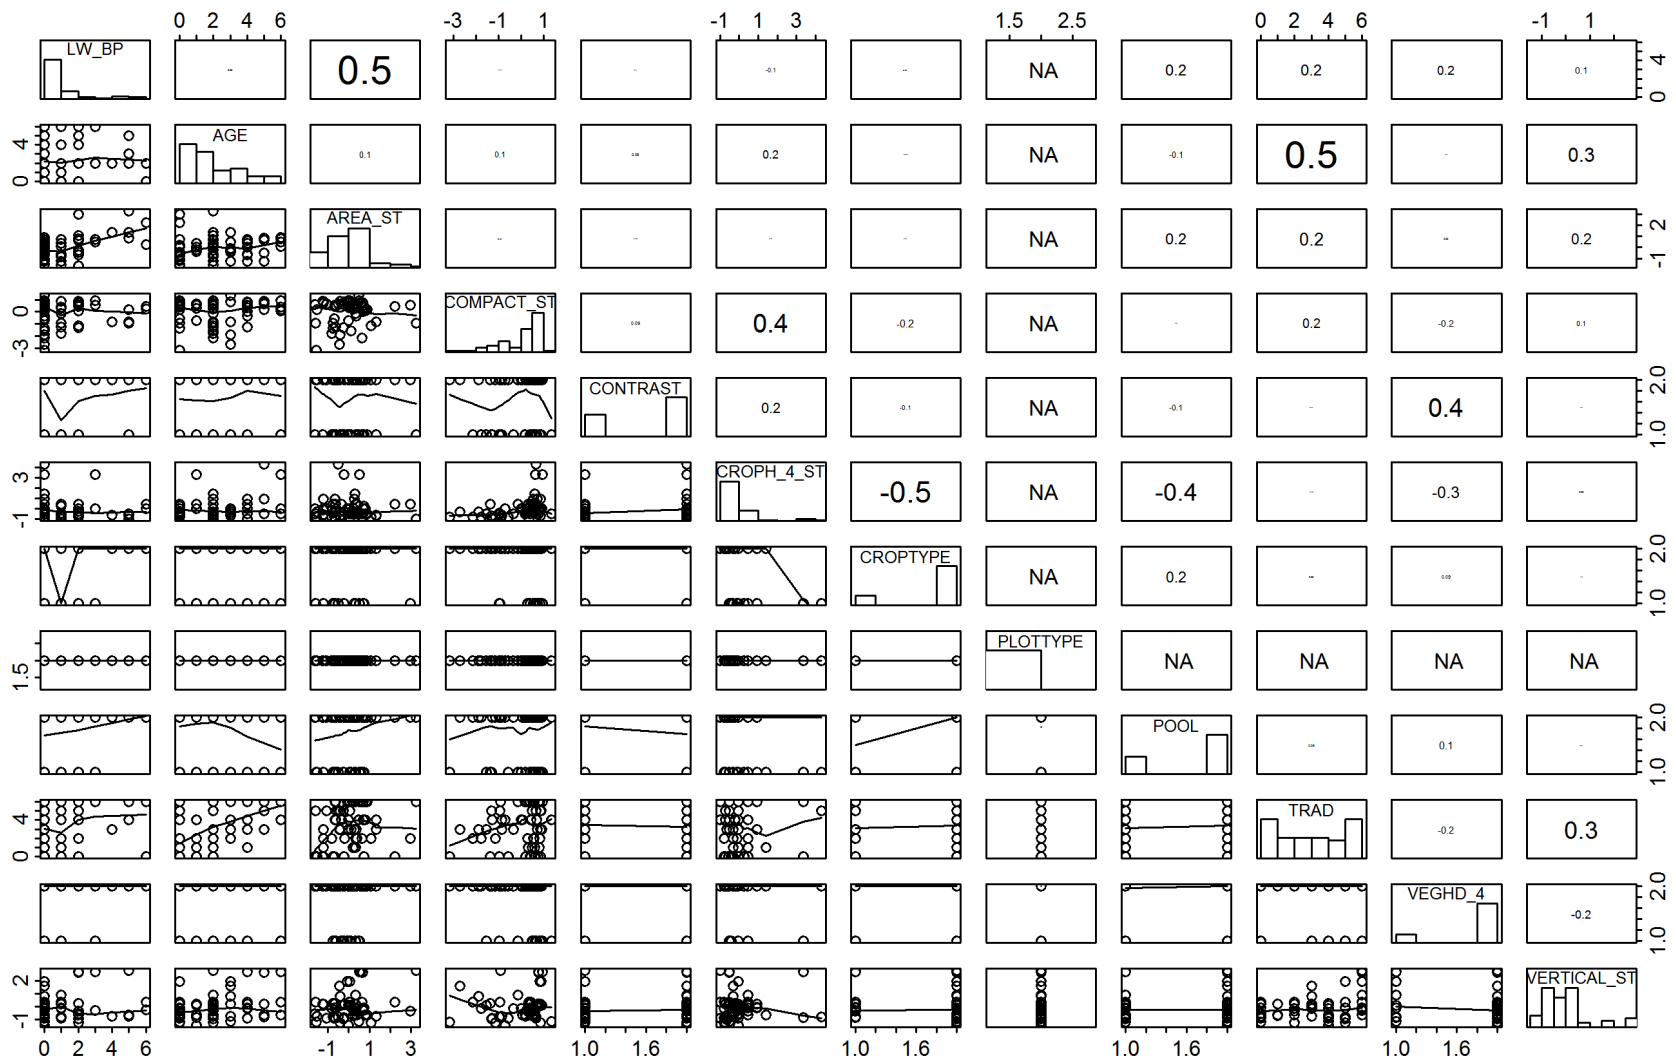 0 2 4 6 -3 -1 1 -1 1 3 1.5 2.5 0 2 4 6 -1 1
LW_BP 0.5 -0.1 NA 0.2 0.2 0.2 0.1 0 4
0 4 AGE 0.1 0.1 0.2 NA -0.1 0.5 0.3
AREA_ST NA 0.2 0.2 0.2 -1 2
-3 0 COMPACT_ST 0.09 0.4 -0.2 NA 0.2 -0.2 0.1
CONTRAST 0.2 -0.1 NA -0.1 0.4 1.0 2.0
-1 3 CROPH_4_ST -0.5 NA -0.4 -0.3
CROPTYPE NA 0.2 0.09 1.0 2.0
1.5 PLOTTYPE NA NA NA NA
POOL 0.1 1.0 2.0
0 4 TRAD -0.2 0.3
VEGHD_4 -0.2 1.0 2.0
-1 2 VERTICAL_ST
0 2 4 6 -1 1 3 1.0 1.6 1.0 1.6 1.0 1.6 1.0 1.6